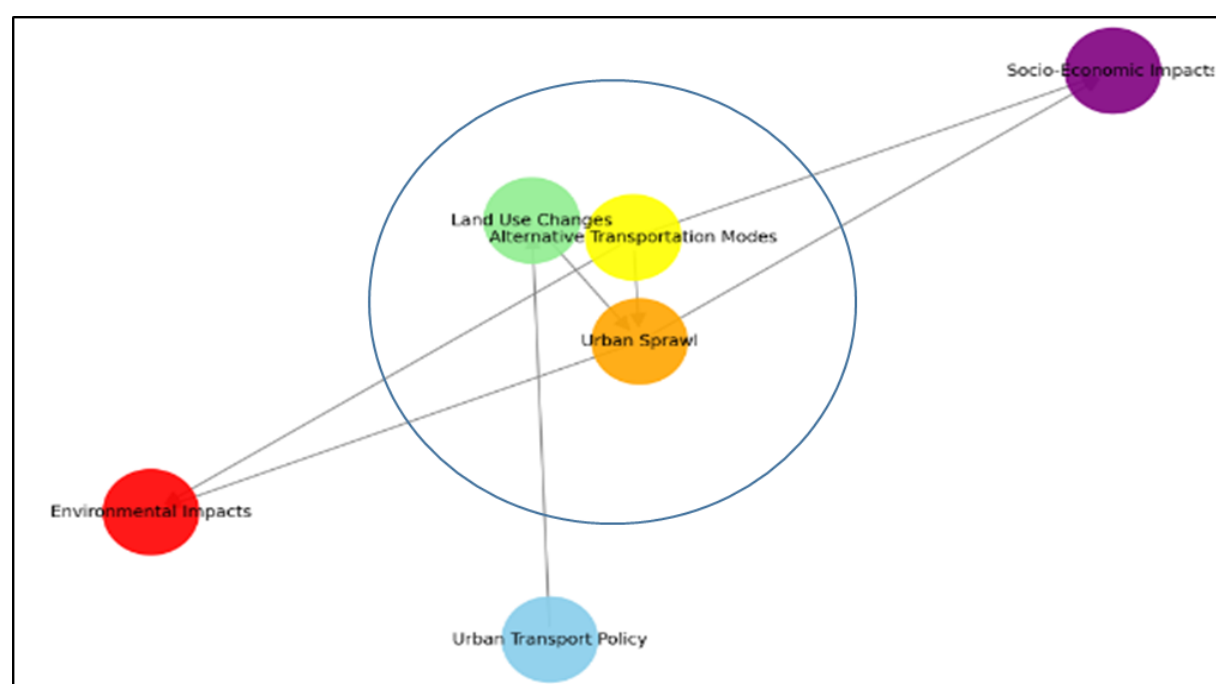 Socio-Economic Impacts
Land Use Changes
Alternative Transportation Modes
Urban Sprawl
Environmental Impacts
Urban Transport Policy